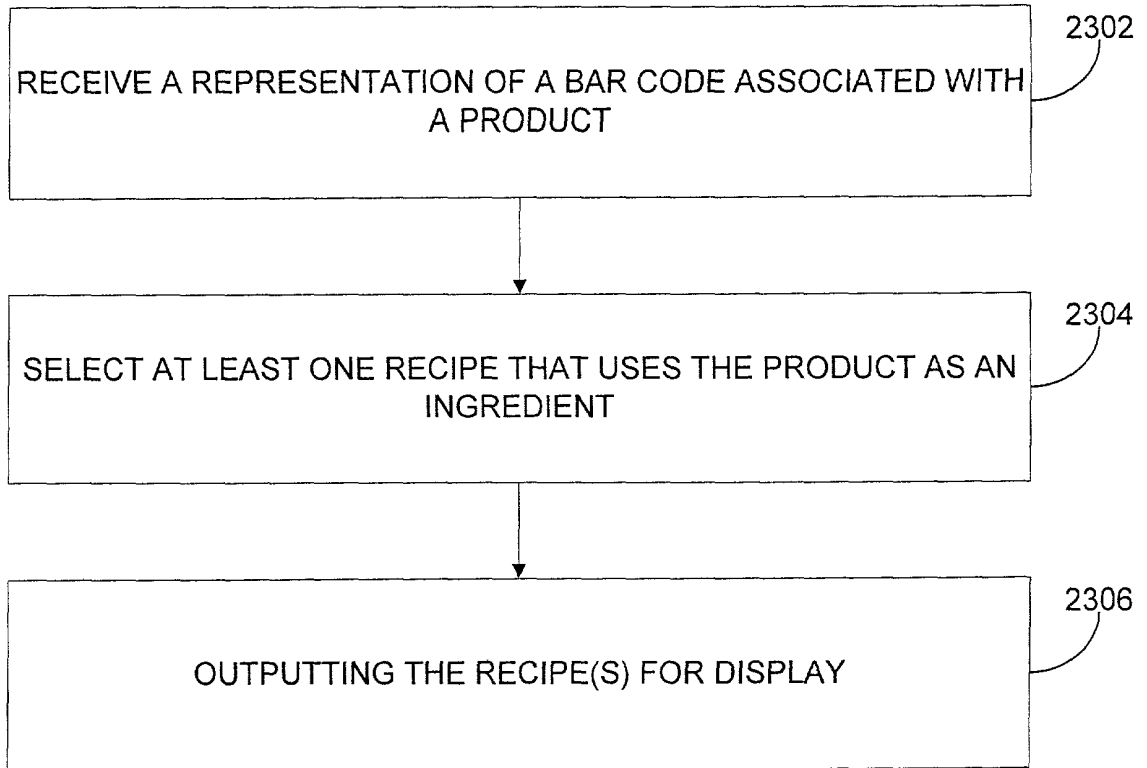 2302
RECEIVE A REPRESENTATION OF A BAR CODE ASSOCIATED WITH
A PRODUCT
2304
SELECT AT LEAST ONE RECIPE THAT USES THE PRODUCT AS AN
INGREDIENT
2306
OUTPUTTING THE RECIPE(S) FOR DISPLAY